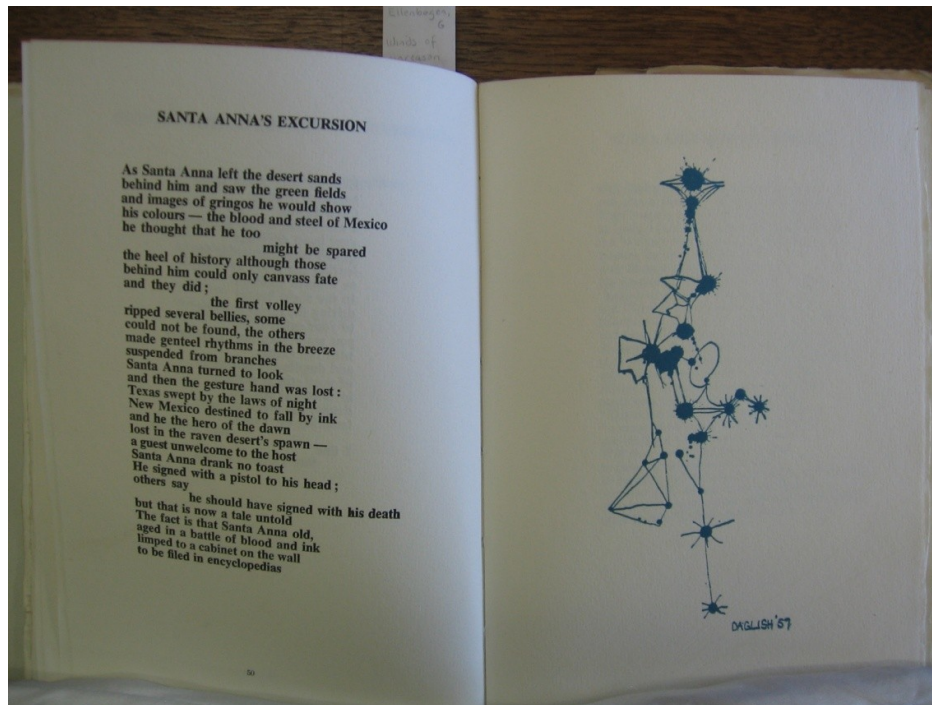 SANTA ANNA'S EXCURSION
As Santa Anna left the desert sands
behind him and saw the green fields
and images of gringos he would show
his colours — the blood and steel of Mexico
he thought that he too
might be spared
the heel of history although those
behind him could only canvass fate
and they did ;
the first volley
ripped several bellies, some
could not be found, the others
made genteel rhythms in the breeze
suspended from branches
Santa Anna turned to look
and then the gesture hand was lost :
Texas swept by the laws of night
New Mexico destined to fall by ink
and he the hero of the dawn
lost in the raven desert's spawn —
a guest unwelcome to the host
Santa Anna drank no toast
He signed with a pistol to his head ;
others say
he should have signed with his death
but that is now a tale untold
The fact is that Santa Anna old,
aged in a battle of blood and ink
limped to a cabinet on the wall
to be filed in encyclopedias
50
DAGLISH '57